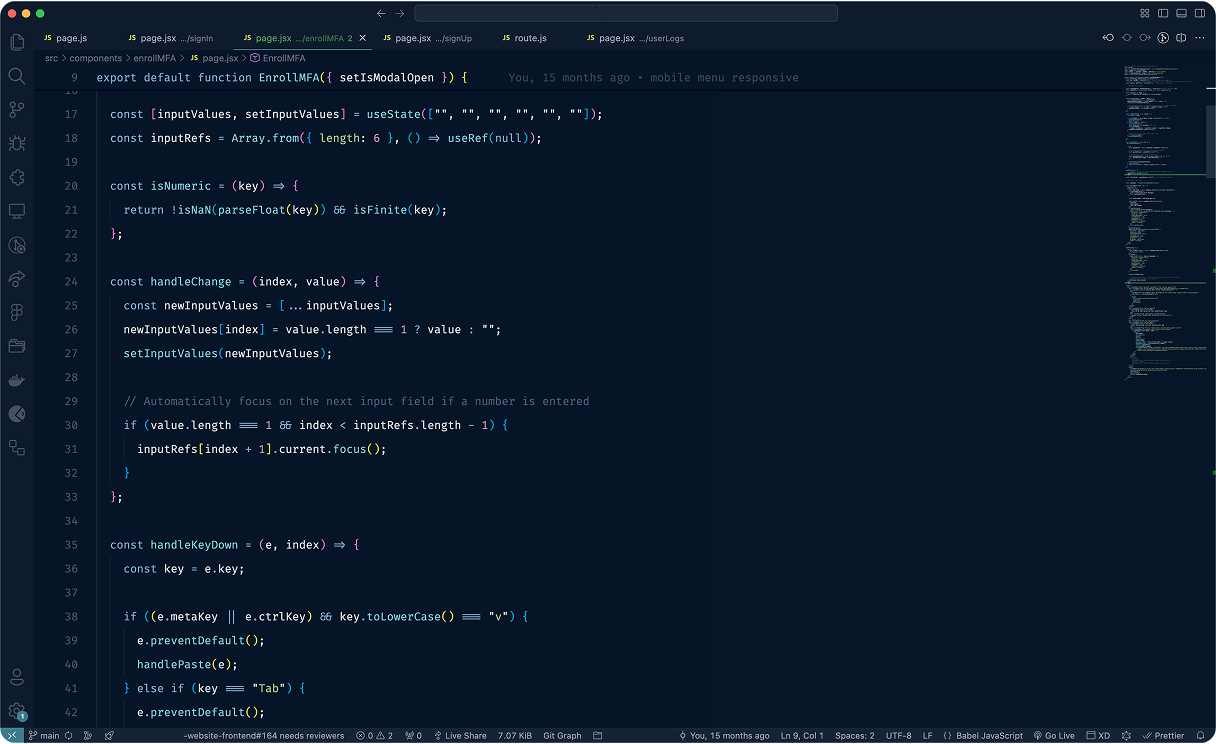 JS page.js JS page.jsx .../signIn JS page.jsx .../enrollMFA 2 JS page.jsx .../signUp JS route.js JS page.jsx .../userLogs
src > components > enrollMFA > JS page.jsx > EnrollMFA
9 export default function EnrollMFA({ setIsModalOpen }) { You, 15 months ago • mobile menu responsive
16
17 const [inputValues, setInputValues] = useState(["", "", "", "", "", ""]);
18 const inputRefs = Array.from({ length: 6 }, () => useRef(null));
19
20 const isNumeric = (key) => {
21 return !isNaN(parseFloat(key)) && isFinite(key);
22 };
23
24 const handleChange = (index, value) => {
25 const newInputValues = [...inputValues];
26 newInputValues[index] = value.length === 1 ? value : "";
27 setInputValues(newInputValues);
28
29 // Automatically focus on the next input field if a number is entered
30 if (value.length === 1 && index < inputRefs.length - 1) {
31 inputRefs[index + 1].current.focus();
32 }
33 };
34
35 const handleKeyDown = (e, index) => {
36 const key = e.key;
37
38 if ((e.metaKey || e.ctrlKey) && key.toLowerCase() === "v") {
39 e.preventDefault();
40 handlePaste(e);
41 } else if (key === "Tab") {
42 e.preventDefault();
1
main -website-frontend#164 needs reviewers 0 2 0 Live Share 7.07 KiB Git Graph You, 15 months ago Ln 9, Col 1 Spaces: 2 UTF-8 LF {} Babel JavaScript Go Live XD Prettier